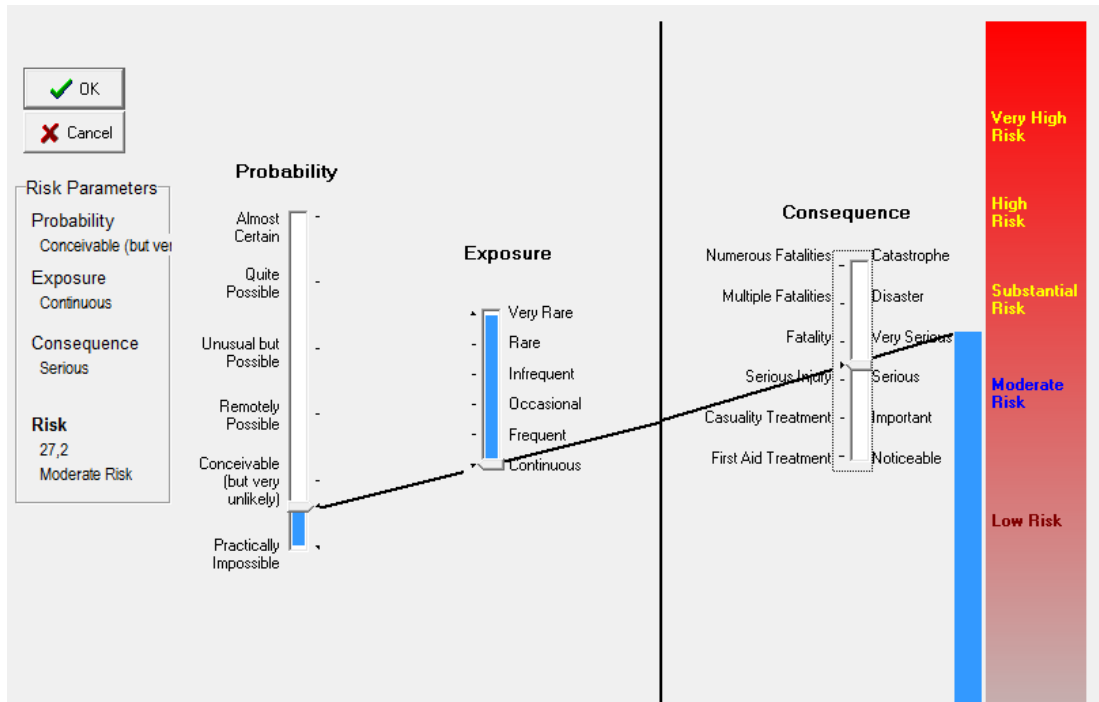 OK
Cancel
Risk Parameters
Probability
Conceivable (but ver
Exposure
Continuous
Consequence
Serious
Risk
27,2
Moderate Risk
Probability
Almost
Certain
Quite
Possible
Unusual but
Possible
Remotely
Possible
Conceivable
(but very
unlikely)
Practically
Impossible
Exposure
Very Rare
Rare
Infrequent
Occasional
Frequent
Continuous
Consequence
Numerous Fatalities
Catastrophe
Multiple Fatalities
Disaster
Fatality
Very Serious
Serious Injury
Serious
Casuality Treatment
Important
First Aid Treatment
Noticeable
Very High
Risk
High
Risk
Substantial
Risk
Moderate
Risk
Low Risk